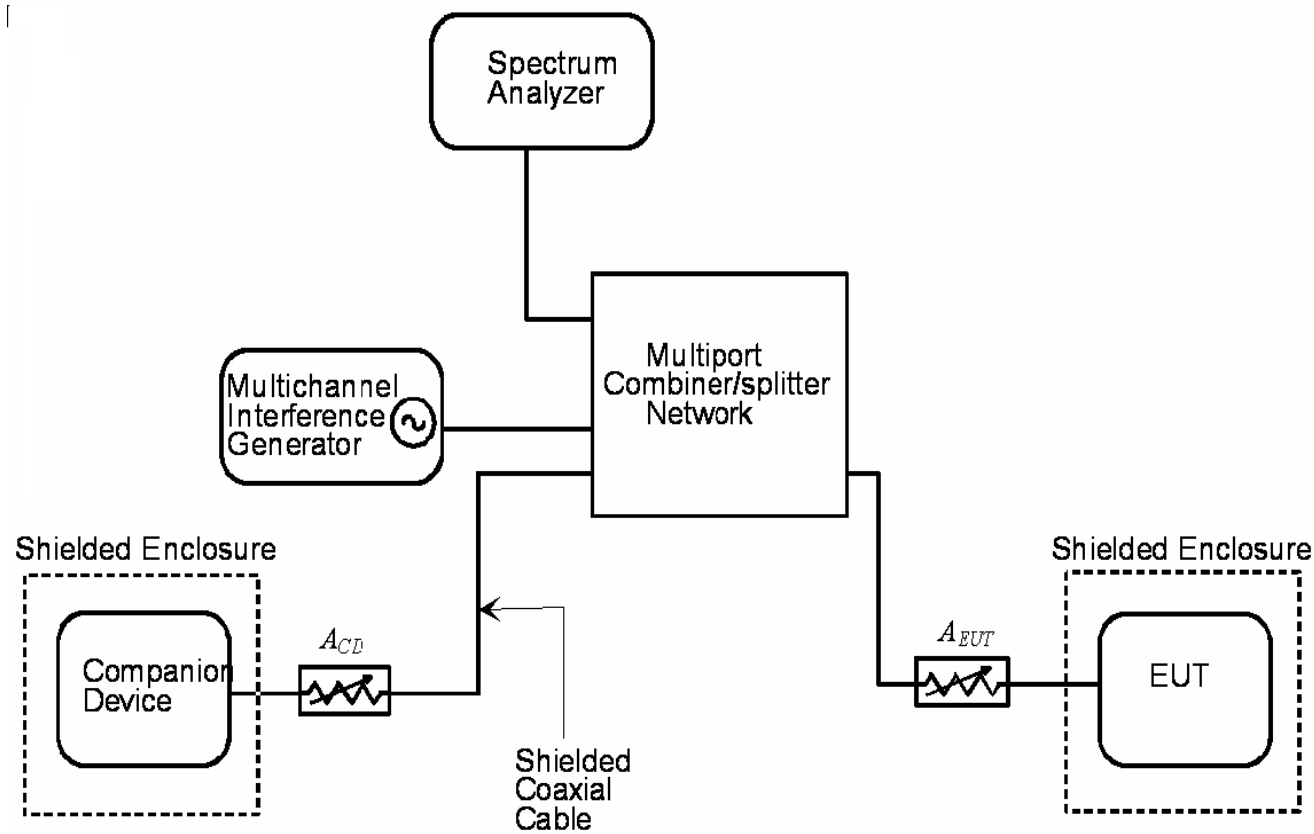 Spectrum
Analyzer
Multiport
Combiner/splitter
Network
Multichannel
Interference
Generator
Shielded Enclosure
Companion
Device
A_CD
Shielded
Coaxial
Cable
A_EUT
Shielded Enclosure
EUT